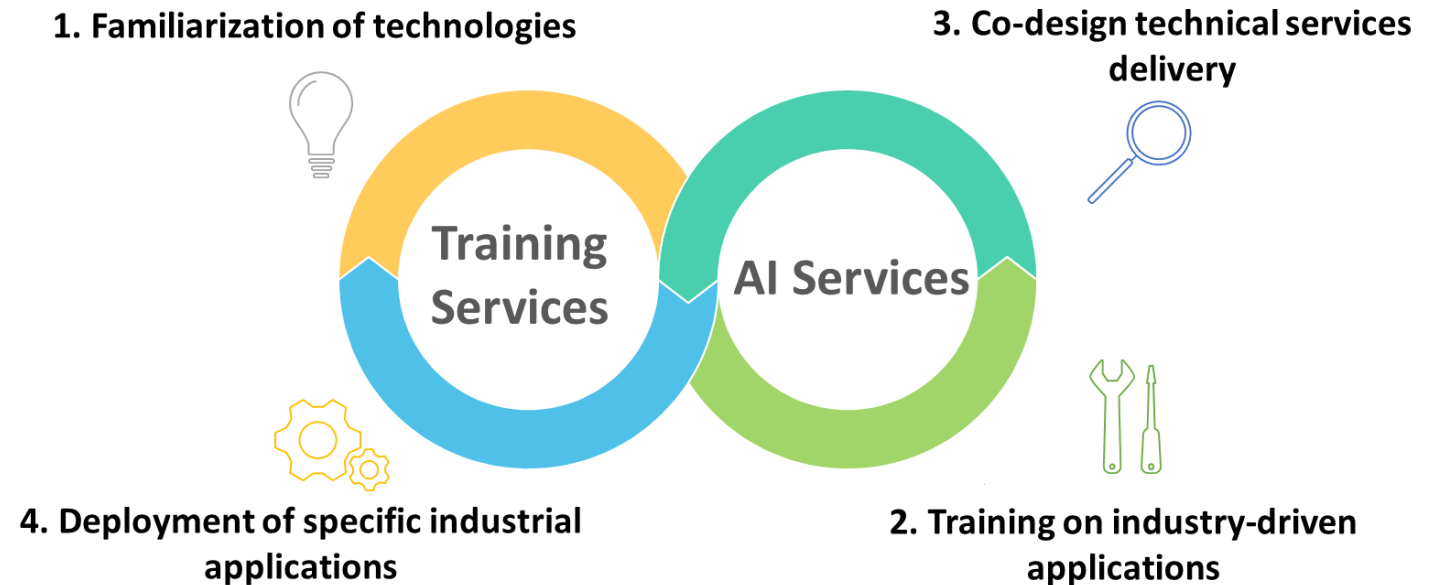 1. Familiarization of technologies
3. Co-design technical services
delivery
Training
Services
AI Services
4. Deployment of specific industrial
applications
2. Training on industry-driven
applications